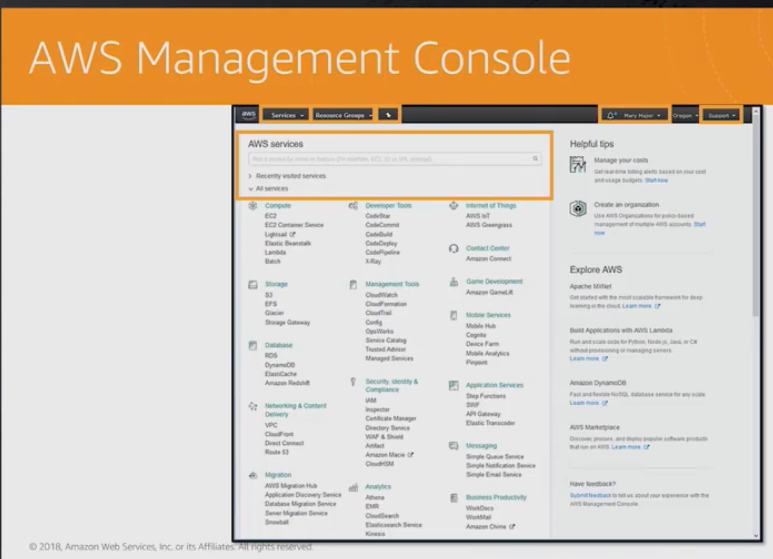 AWS Management Console
aws Services Resource Groups Mary Major Oregon Support
AWS services
Recently visited services
All services
Compute
EC2
EC2 Container Service
Lightsail
Elastic Beanstalk
Lambda
Batch
Storage
S3
EFS
Glacier
Storage Gateway
Database
RDS
DynamoDB
ElastiCache
Amazon Redshift
Networking & Content
Delivery
VPC
CloudFront
Direct Connect
Route 53
Migration
AWS Migration Hub
Application Discovery Service
Database Migration Service
Server Migration Service
Snowball
Developer Tools
CodeStar
CodeCommit
CodeBuild
CodeDeploy
CodePipeline
X-Ray
Management Tools
CloudWatch
CloudFormation
CloudTrail
Config
OpsWorks
Service Catalog
Trusted Advisor
Managed Services
Security, Identity &
Compliance
IAM
Inspector
Certificate Manager
Directory Service
WAF & Shield
Artifact
Amazon Macie
CloudHSM
Analytics
Athena
EMR
CloudSearch
Elasticsearch Service
Kinesis
Internet of Things
AWS IoT
AWS Greengrass
Contact Center
Amazon Connect
Game Development
Amazon GameLift
Mobile Services
Mobile Hub
Cognito
Device Farm
Mobile Analytics
Pinpoint
Application Services
Step Functions
SWF
API Gateway
Elastic Transcoder
Messaging
Simple Queue Service
Simple Notification Service
Simple Email Service
Business Productivity
WorkDocs
WorkMail
Amazon Chime
Helpful tips
Manage your costs
Get real-time billing alerts based on your cost
and usage budgets. Start now
Create an organization
Use AWS Organizations for policy-based
management of multiple AWS accounts. Start
now
Explore AWS
Apache MXNet
Get started with the most scalable framework for deep
learning in the cloud. Learn more
Build Applications with AWS Lambda
Run and scale code for Python, Node.js, Java, or C#
without provisioning or managing servers.
Learn more
Amazon DynamoDB
Fast and flexible NoSQL database service for any scale.
Learn more
AWS Marketplace
Discover, procure, and deploy popular software products
that run on AWS. Learn more
Have feedback?
Submit feedback to tell us about your experience with the
AWS Management Console.
© 2018, Amazon Web Services, Inc. or its Affiliates. All rights reserved.